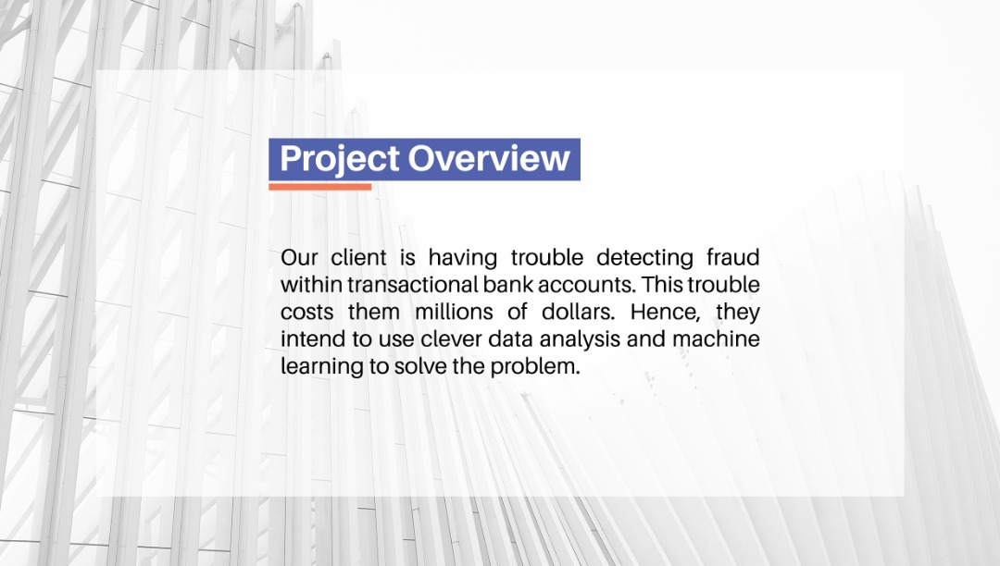 Project Overview
Our client is having trouble detecting fraud
within transactional bank accounts. This trouble
costs them millions of dollars. Hence, they
intend to use clever data analysis and machine
learning to solve the problem.